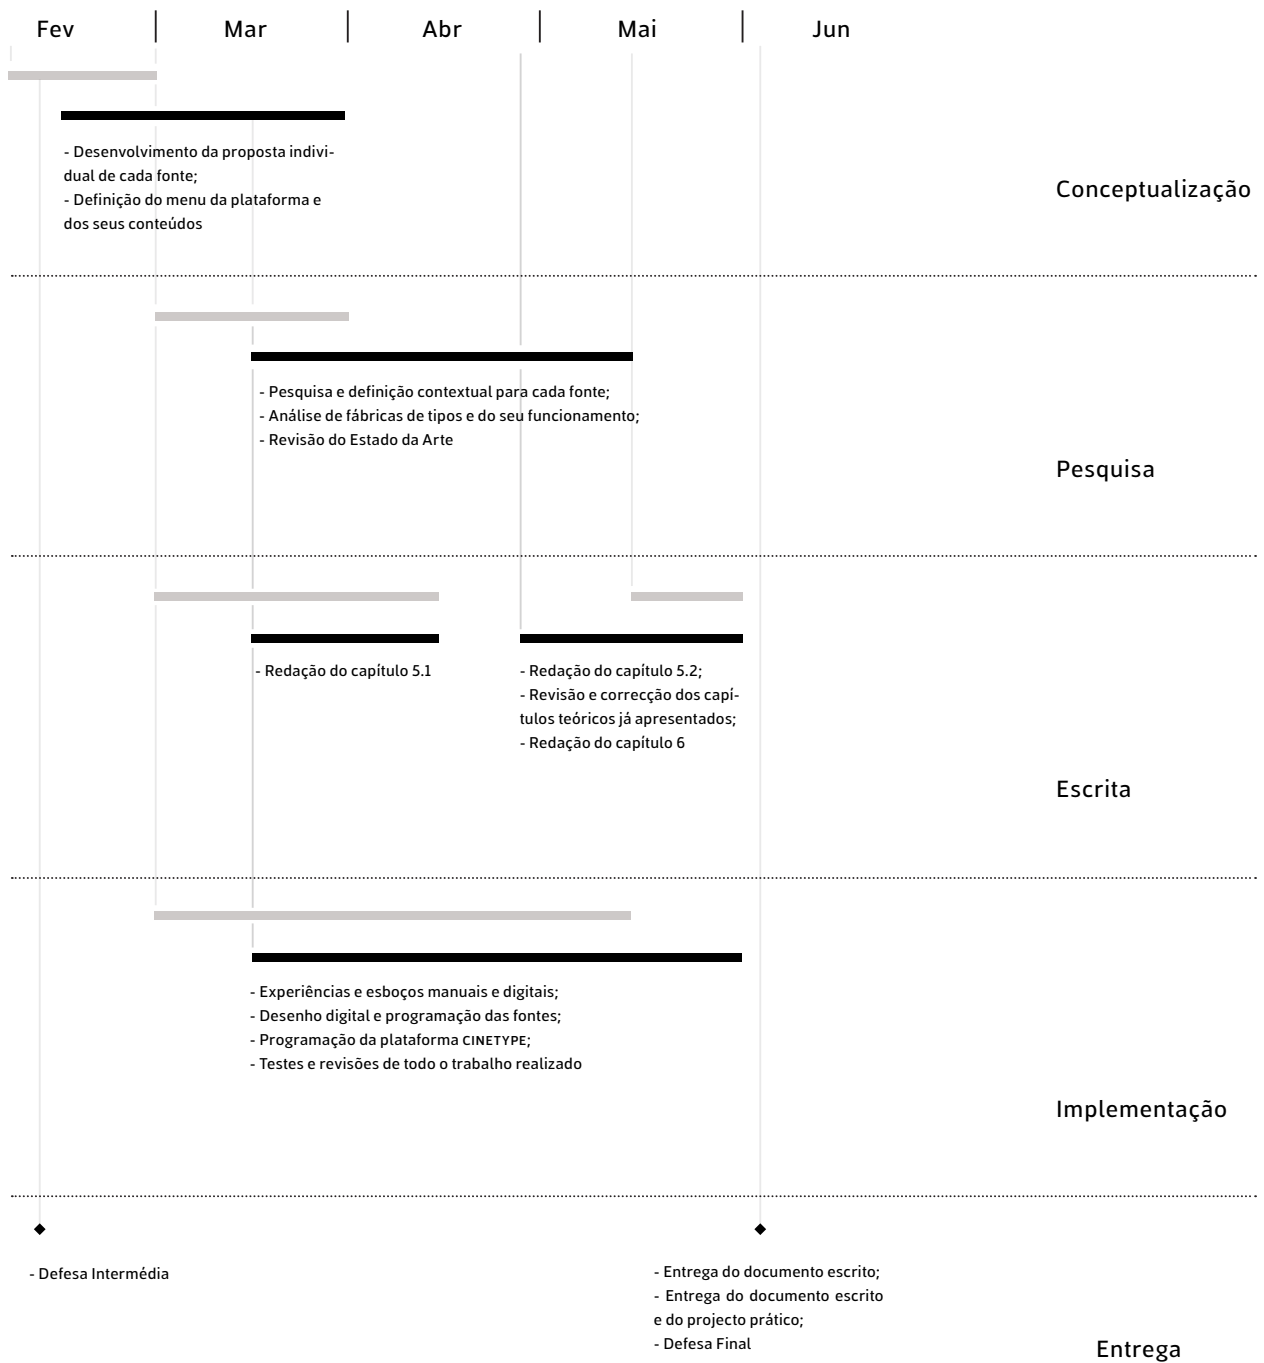 Fev Mar Abr Mai Jun
- Desenvolvimento da proposta indivi-
dual de cada fonte;
- Definição do menu da plataforma e
dos seus conteúdos
Conceptualização
- Pesquisa e definição contextual para cada fonte;
- Análise de fábricas de tipos e do seu funcionamento;
- Revisão do Estado da Arte
Pesquisa
- Redação do capítulo 5.1
- Redação do capítulo 5.2;
- Revisão e correcção dos capí-
tulos teóricos já apresentados;
- Redação do capítulo 6
Escrita
- Experiências e esboços manuais e digitais;
- Desenho digital e programação das fontes;
- Programação da plataforma CINETYPE;
- Testes e revisões de todo o trabalho realizado
Implementação
- Defesa Intermédia
- Entrega do documento escrito;
- Entrega do documento escrito
e do projecto prático;
- Defesa Final
Entrega